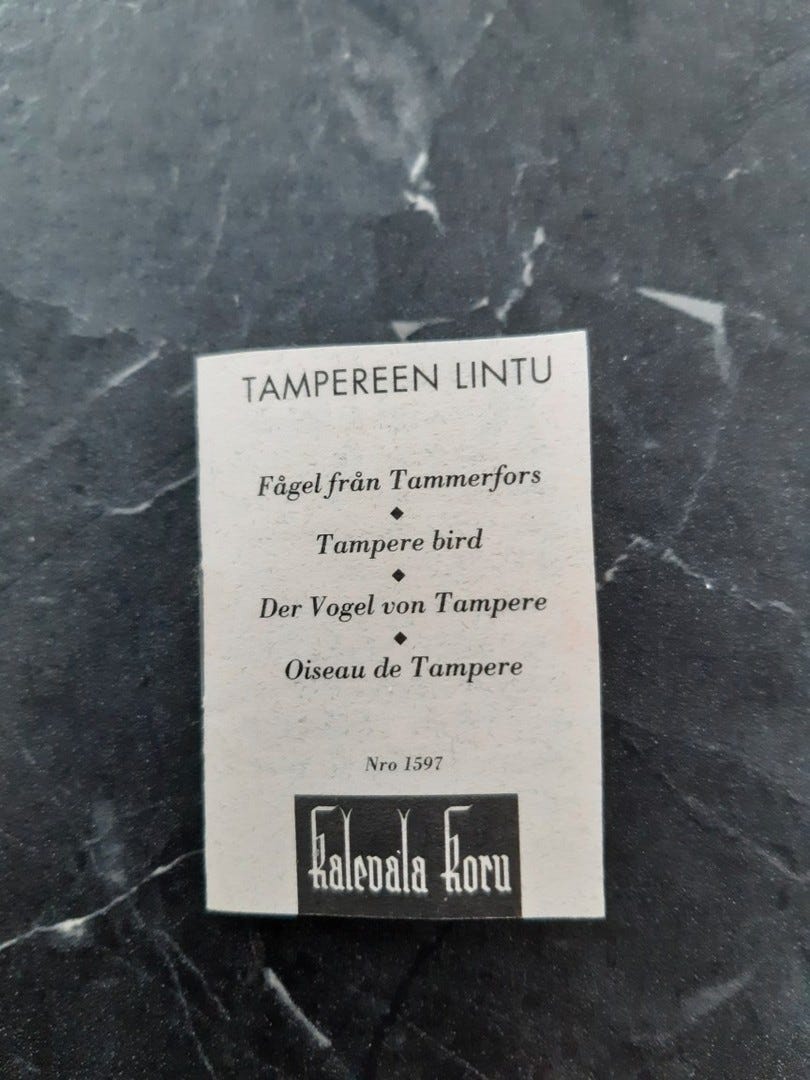 TAMPEREEN LINTU
Fågel från Tammerfors
Tampere bird
Der Vogel von Tampere
Oiseau de Tampere
Nro 1597
Kalevala Koru